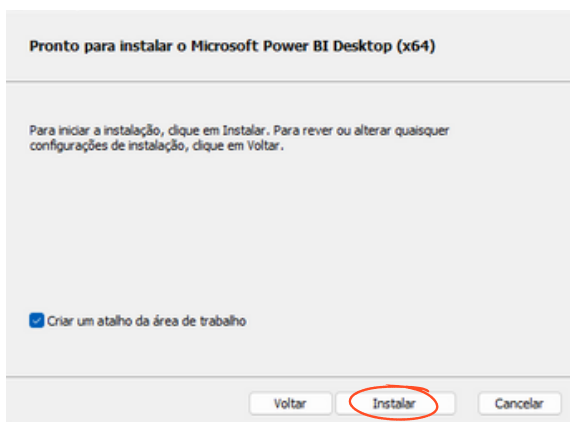 Pronto para instalar o Microsoft Power BI Desktop (x64)
Para iniciar a instalação, clique em Instalar. Para rever ou alterar quaisquer
configurações de instalação, clique em Voltar.
Criar um atalho da área de trabalho
Voltar Instalar Cancelar